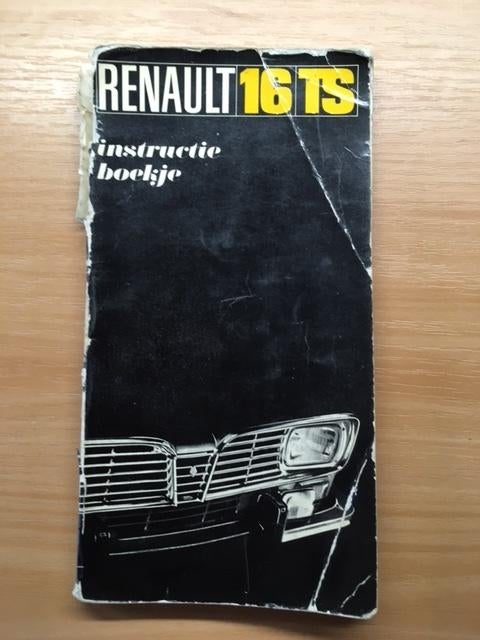 RENAULT 16 TS
instructie
boekje